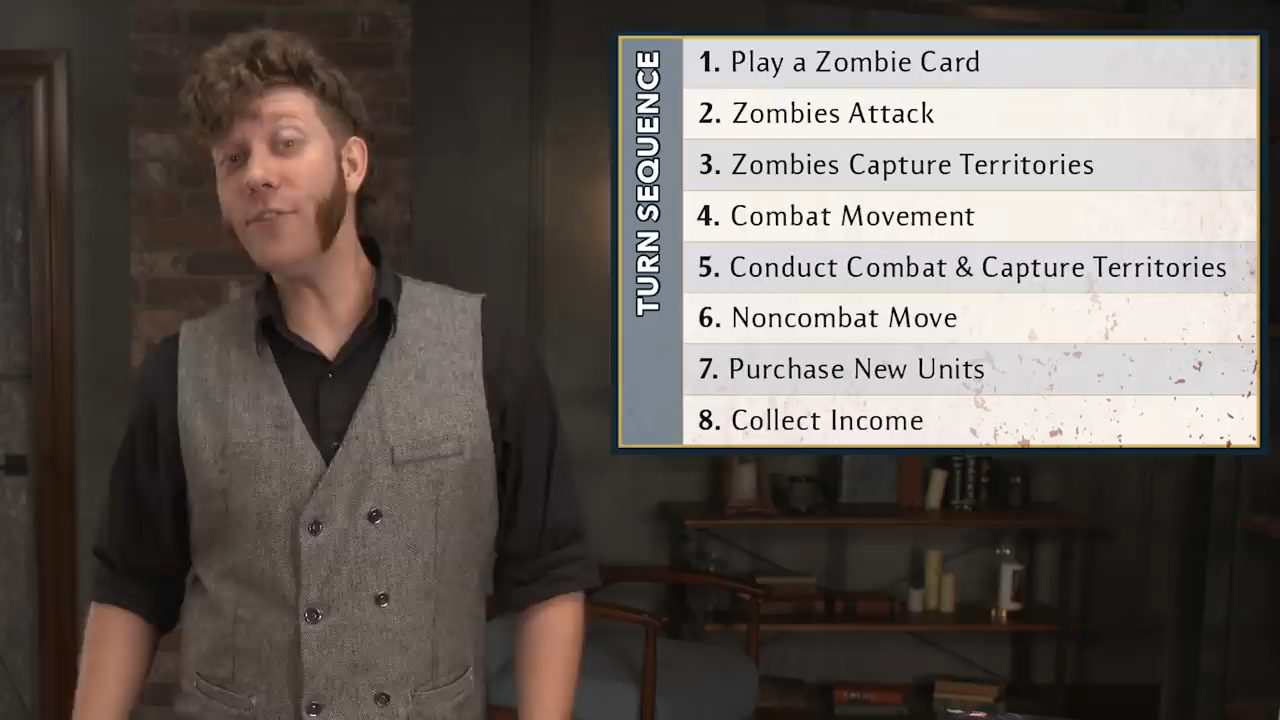 TURN SEQUENCE
1. Play a Zombie Card
2. Zombies Attack
3. Zombies Capture Territories
4. Combat Movement
5. Conduct Combat & Capture Territories
6. Noncombat Move
7. Purchase New Units
8. Collect Income